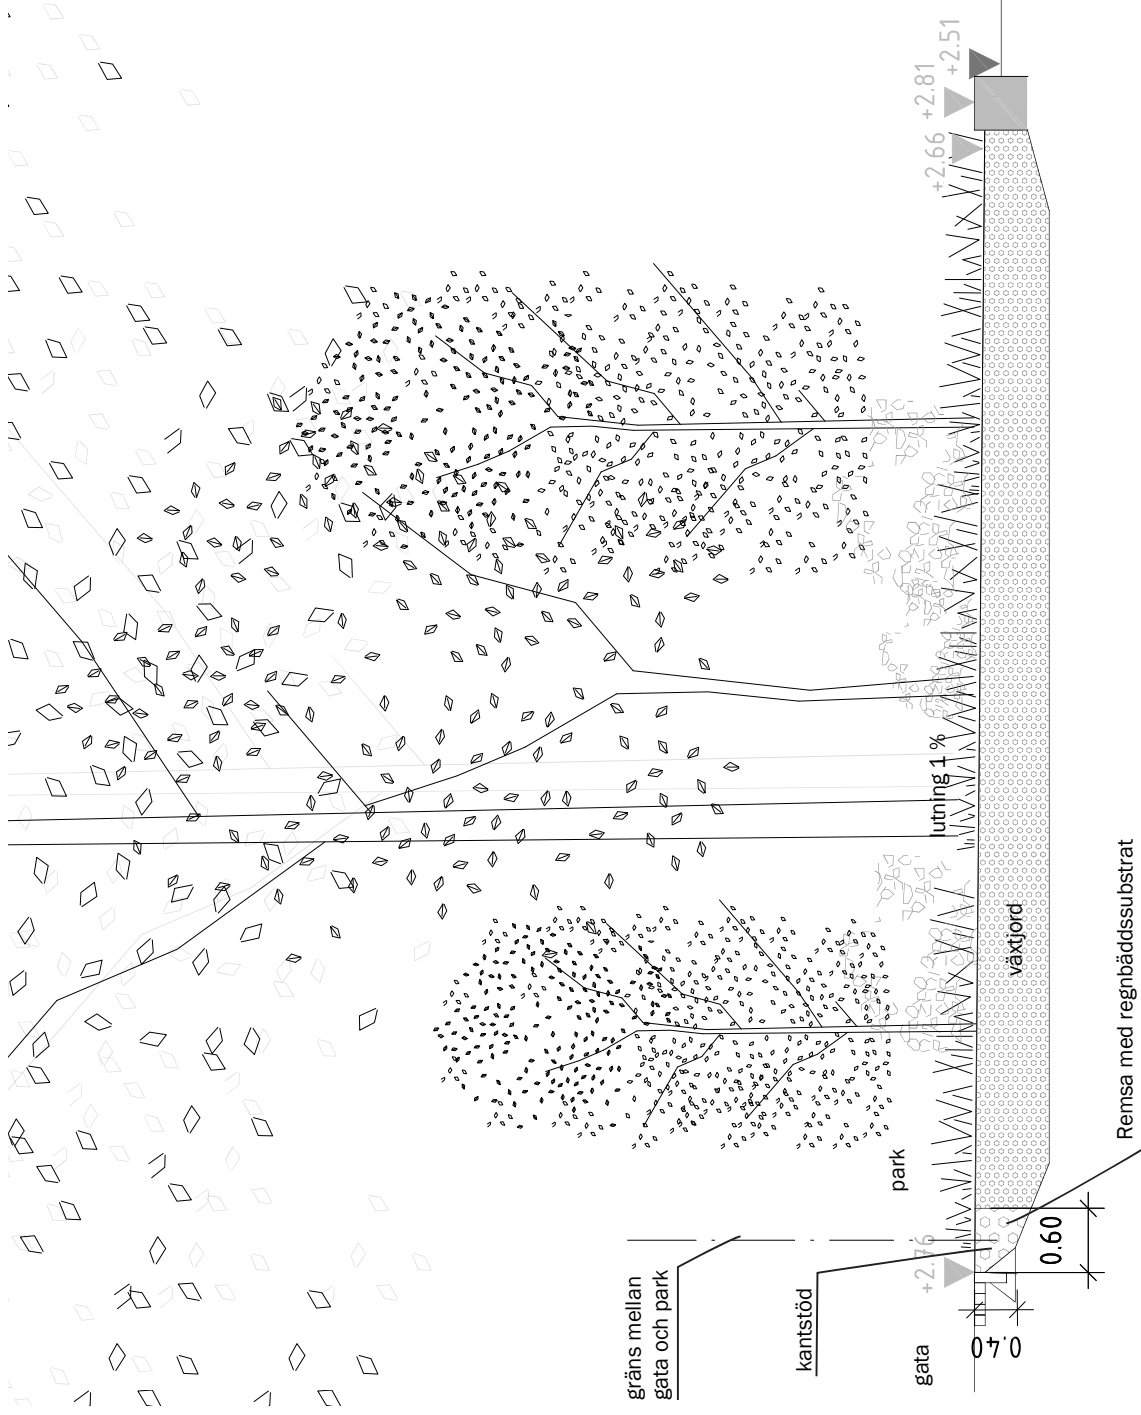 gräns mellan
gata och park
kantstöd
gata
park
+2.76
0.40
0.60
Remsa med regnbäddssubstrat
växtjord
lutning 1 %
+2.66
+2.81
+2.51